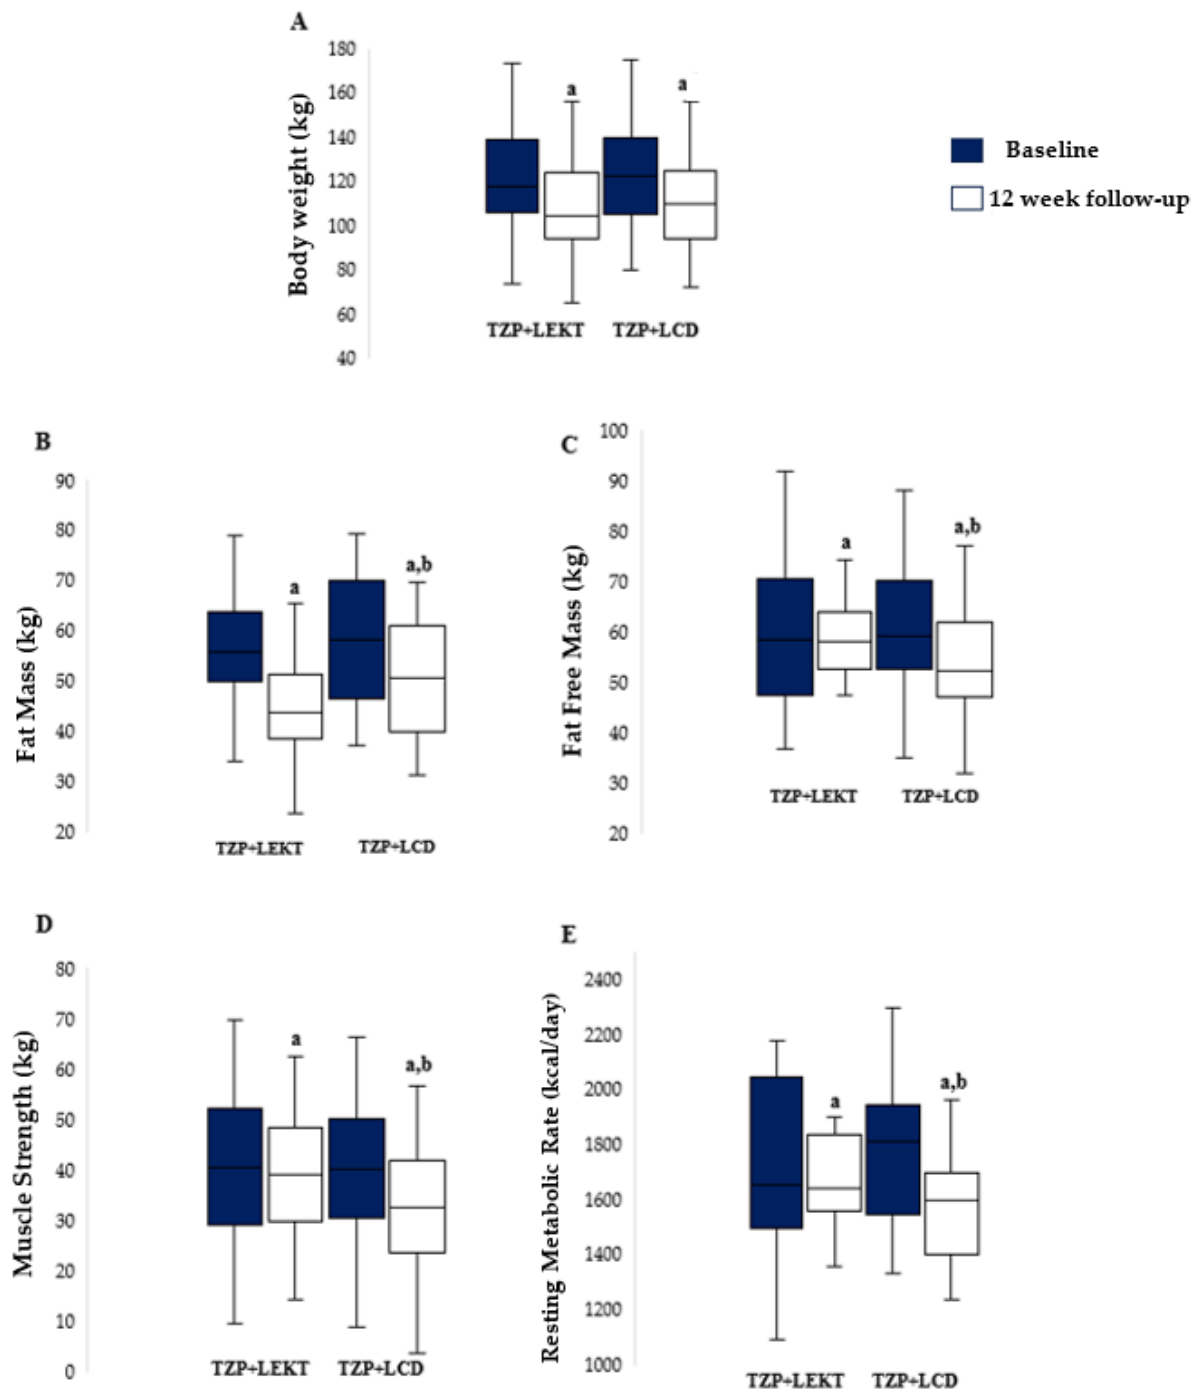 A
180
160
140
120
100
80
60
40
Body weight (kg)
a
a
TZP+LEKT
TZP+LCD
Baseline
12 week follow-up
B
90
80
70
60
50
40
30
20
Fat Mass (kg)
a
a,b
TZP+LEKT
TZP+LCD
C
100
90
80
70
60
50
40
30
20
Fat Free Mass (kg)
a
a,b
TZP+LEKT
TZP+LCD
D
80
70
60
50
40
30
20
10
0
Muscle Strength (kg)
a
a,b
TZP+LEKT
TZP+LCD
E
2400
2200
2000
1800
1600
1400
1200
1000
Resting Metabolic Rate (kcal/day)
a
a,b
TZP+LEKT
TZP+LCD